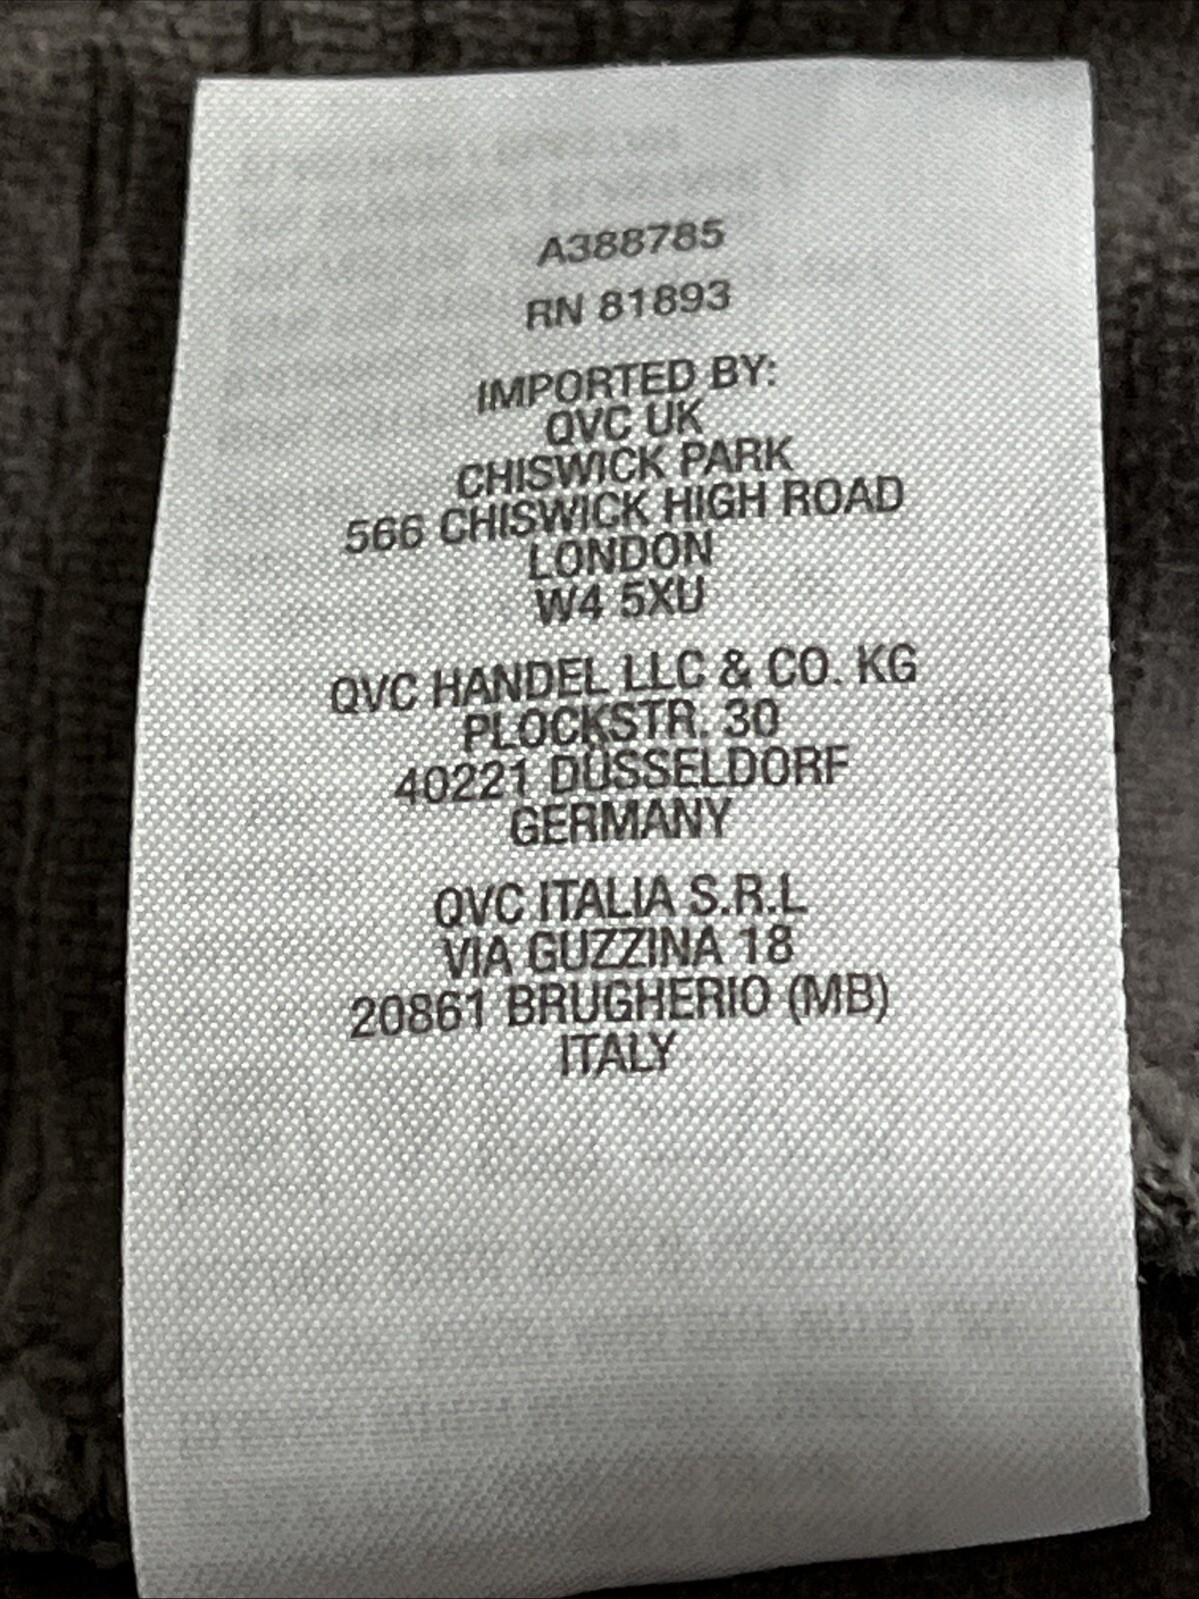 A388785
RN 81893
IMPORTED BY:
QVC UK
CHISWICK PARK
566 CHISWICK HIGH ROAD
LONDON
W4 5XU
QVC HANDEL LLC & CO. KG
PLOCKSTR. 30
40221 DÜSSELDORF
GERMANY
QVC ITALIA S.R.L
VIA GUZZINA 18
20861 BRUGHERIO (MB)
ITALY